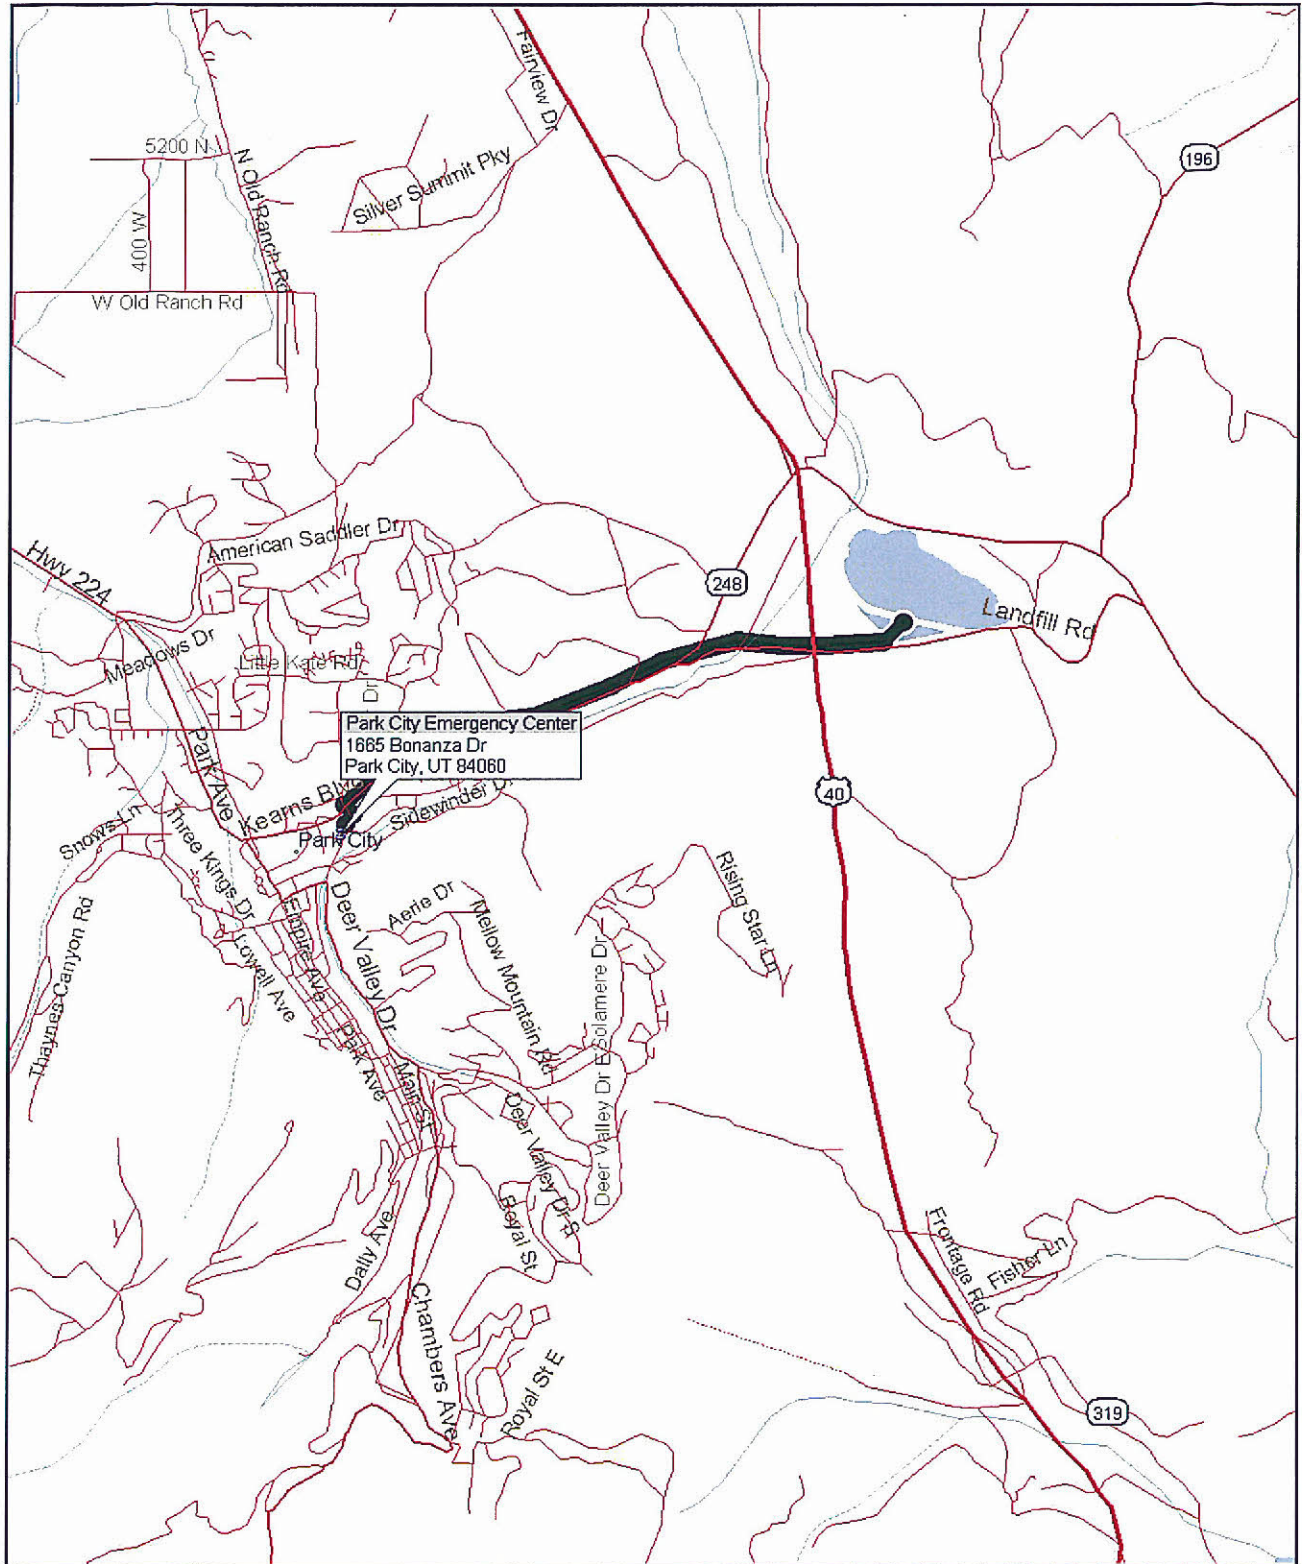 Fairview Dr
5200 N
N Old Ranch Rd
196
Silver Summit Pky
400 W
W Old Ranch Rd
American Saddler Dr
Hwy 224
248
Landfill Rd
Meadows Dr
Little Kate Rd
Dr
Park City Emergency Center
1665 Bonanza Dr
Park City, UT 84060
Park Ave
40
Kearns Blvd
Sidewinder Dr
Snows Ln
Three Kings Dr
Park City
Rising Star Ln
Aerie Dr
Deer Valley Dr
Empire Ave
Mellow Mountain Rd
Thaynes Canyon Rd
Lowell Ave
Solamere Dr
Park Ave
Main St
Deer Valley Dr E
Deer Valley Dr S
Royal St
Daly Ave
Frontage Rd
Fisher Ln
Chambers Ave
Royal St E
319